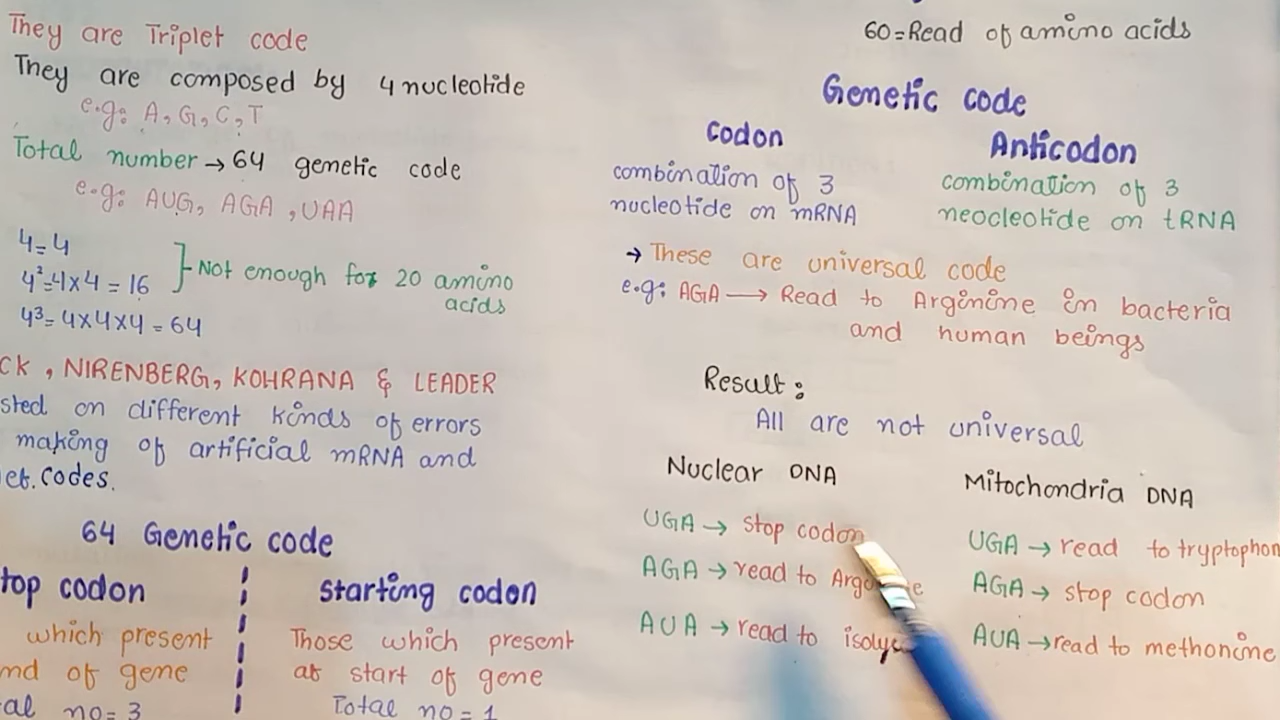 They are Triplet code
They are composed by 4 nucleotide
e.g: A, G, C, T
Total number → 64 genetic code
e.g: AUG, AGA, UAA
4=4
4²=4x4=16
4³=4x4x4=64
Not enough for 20 amino
acids
CK, NIRENBERG, KOHRANA & LEADER
sted on different kinds of errors
making of artificial mRNA and
et. codes.
64 Genetic code
top codon
which present
nd of gene
al no=3
Starting codon
Those which present
at start of gene
Total no=1
60=Read of amino acids
Genetic code
Codon
combination of 3
nucleotide on mRNA
Anticodon
combination of 3
neocleotide on tRNA
→ These are universal code
e.g: AGA → Read to Arginine in bacteria
and human beings
Result:
All are not universal
Nuclear DNA
UGA → stop codon
AGA → read to
AUA → read to
Mitochondria DNA
UGA → read to tryptophon
AGA → stop codon
AUA → read to methonine